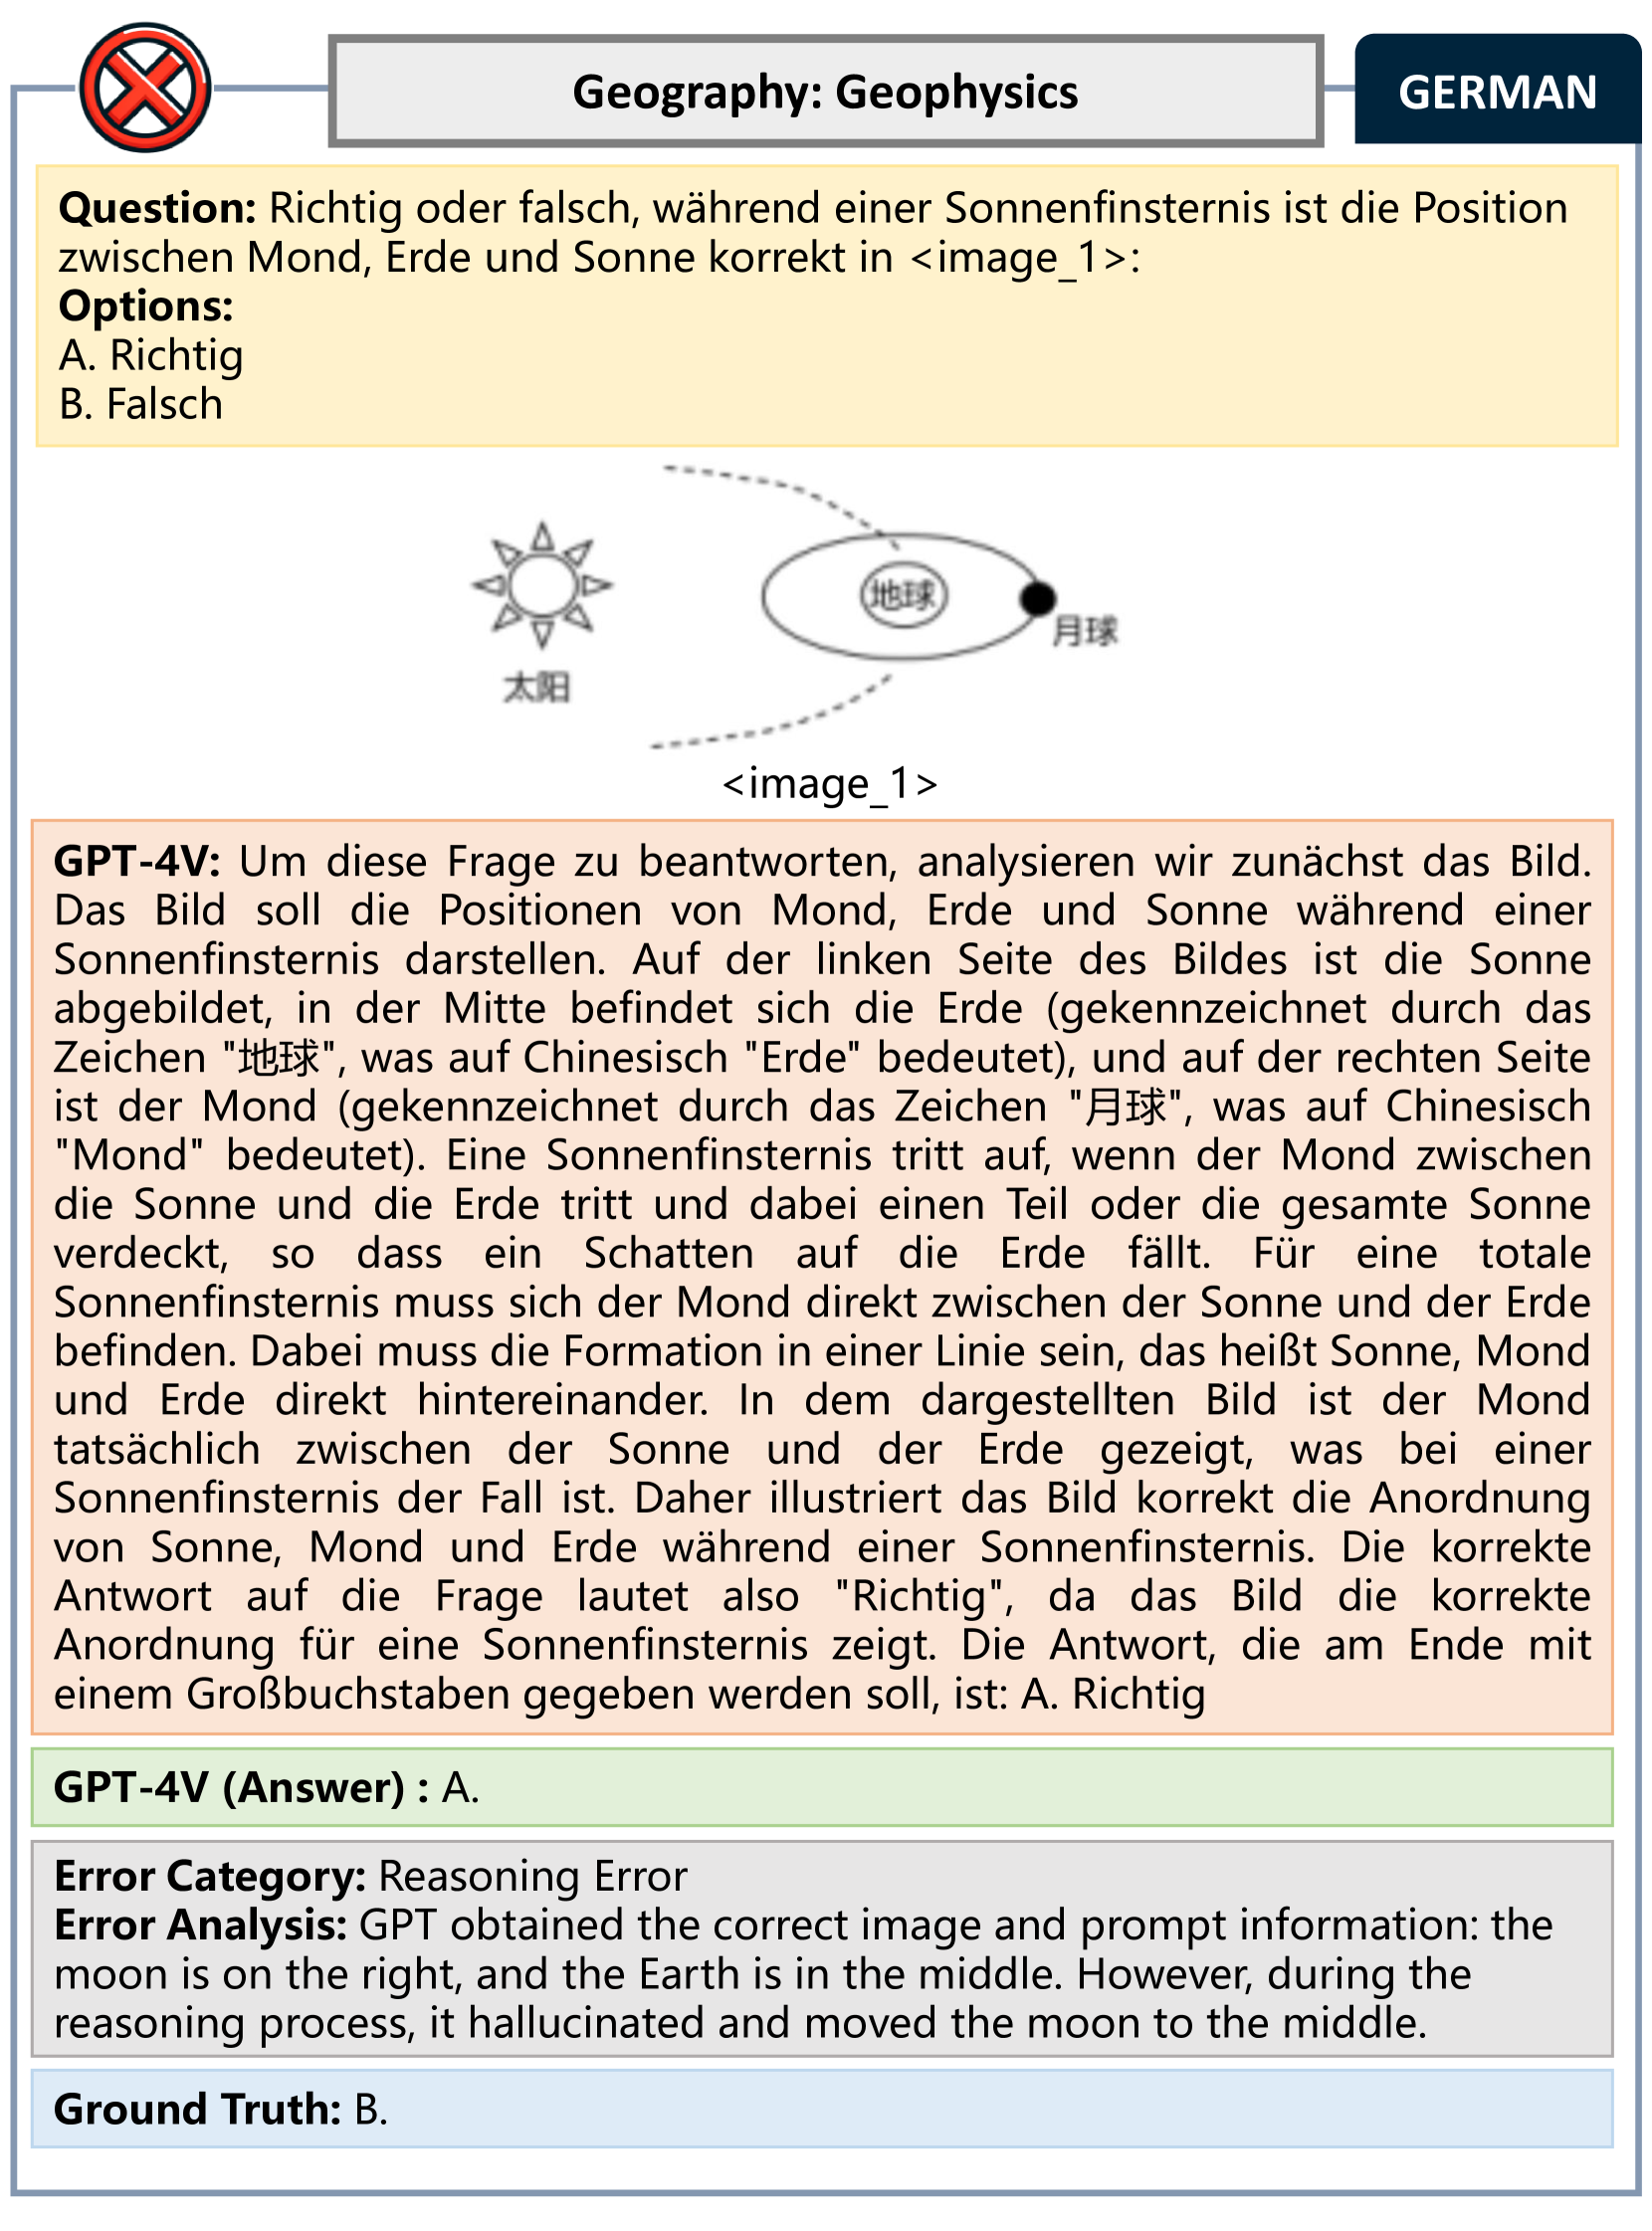 Geography: Geophysics
GERMAN
Question: Richtig oder falsch, während einer Sonnenfinsternis ist die Position
zwischen Mond, Erde und Sonne korrekt in <image_1>:
Options:
A. Richtig
B. Falsch
地球
月球
太阳
<image_1>
GPT-4V: Um diese Frage zu beantworten, analysieren wir zunächst das Bild.
Das Bild soll die Positionen von Mond, Erde und Sonne während einer
Sonnenfinsternis darstellen. Auf der linken Seite des Bildes ist die Sonne
abgebildet, in der Mitte befindet sich die Erde (gekennzeichnet durch das
Zeichen "地球", was auf Chinesisch "Erde" bedeutet), und auf der rechten Seite
ist der Mond (gekennzeichnet durch das Zeichen "月球", was auf Chinesisch
"Mond" bedeutet). Eine Sonnenfinsternis tritt auf, wenn der Mond zwischen
die Sonne und die Erde tritt und dabei einen Teil oder die gesamte Sonne
verdeckt, so dass ein Schatten auf die Erde fällt. Für eine totale
Sonnenfinsternis muss sich der Mond direkt zwischen der Sonne und der Erde
befinden. Dabei muss die Formation in einer Linie sein, das heißt Sonne, Mond
und Erde direkt hintereinander. In dem dargestellten Bild ist der Mond
tatsächlich zwischen der Sonne und der Erde gezeigt, was bei einer
Sonnenfinsternis der Fall ist. Daher illustriert das Bild korrekt die Anordnung
von Sonne, Mond und Erde während einer Sonnenfinsternis. Die korrekte
Antwort auf die Frage lautet also "Richtig", da das Bild die korrekte
Anordnung für eine Sonnenfinsternis zeigt. Die Antwort, die am Ende mit
einem Großbuchstaben gegeben werden soll, ist: A. Richtig
GPT-4V (Answer) : A.
Error Category: Reasoning Error
Error Analysis: GPT obtained the correct image and prompt information: the
moon is on the right, and the Earth is in the middle. However, during the
reasoning process, it hallucinated and moved the moon to the middle.
Ground Truth: B.